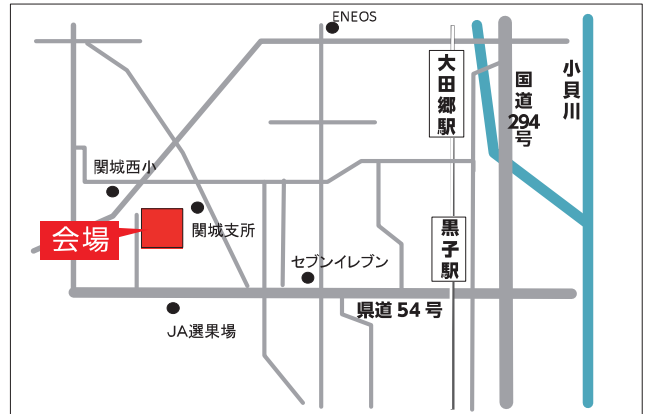 ENEOS
大田郷駅
国道294号
小貝川
関城西小
関城支所
会場
黒子駅
セブンイレブン
県道54号
JA選果場